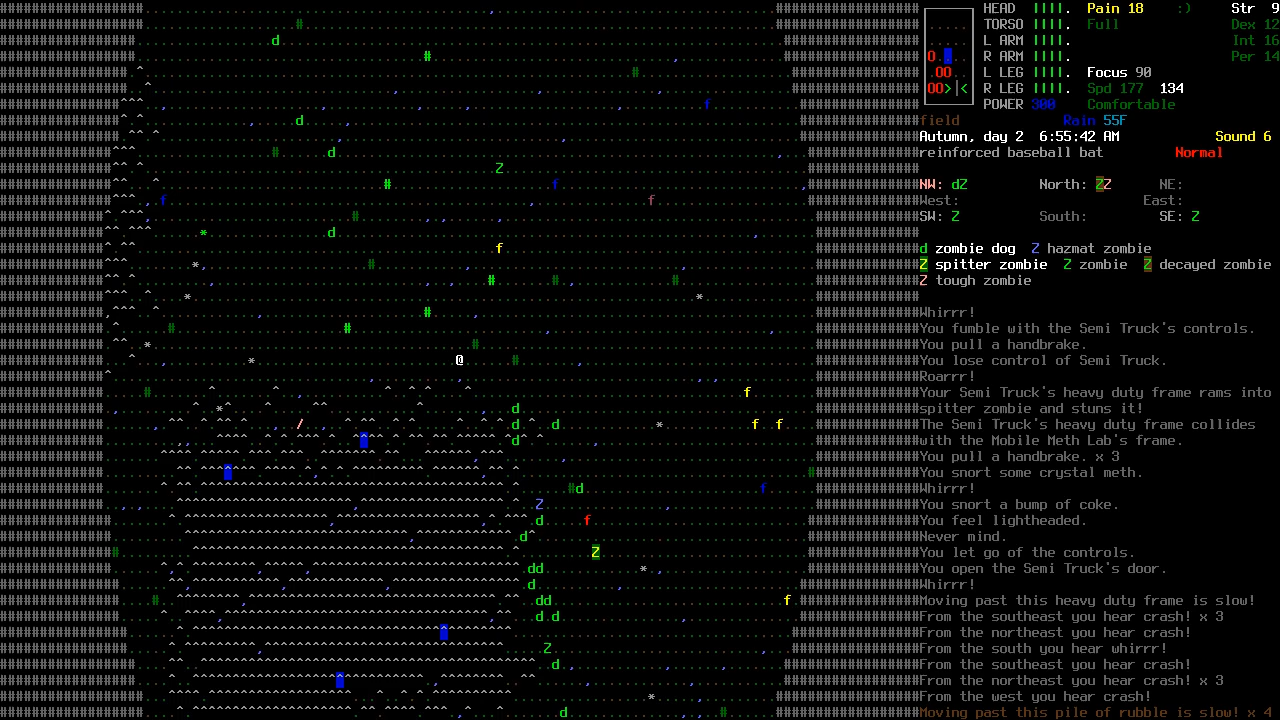 HEAD ||||. Pain 18 :) Str 9
TORSO ||||. Full Dex 12
L ARM ||||. Int 16
R ARM ||||. Per 14
L LEG ||||. Focus 90
R LEG ||||. Spd 177 134
POWER 300 Comfortable
field Rain 55F
Autumn, day 2 6:55:42 AM Sound 6
reinforced baseball bat Normal
NW: dZ North: ZZ NE:
West: East:
SW: Z South: SE: Z
d zombie dog Z hazmat zombie
Z spitter zombie Z zombie Z decayed zombie
Z tough zombie
Whirrr!
You fumble with the Semi Truck's controls.
You pull a handbrake.
You lose control of Semi Truck.
Roarrr!
Your Semi Truck's heavy duty frame rams into
spitter zombie and stuns it!
The Semi Truck's heavy duty frame collides
with the Mobile Meth Lab's frame.
You pull a handbrake. x 3
You snort some crystal meth.
Whirrr!
You snort a bump of coke.
You feel lightheaded.
Never mind.
You let go of the controls.
You open the Semi Truck's door.
Whirrr!
Moving past this heavy duty frame is slow!
From the southeast you hear crash! x 3
From the northeast you hear crash!
From the south you hear whirrr!
From the southeast you hear crash!
From the northeast you hear crash! x 3
From the west you hear crash!
Moving past this pile of rubble is slow! x 4